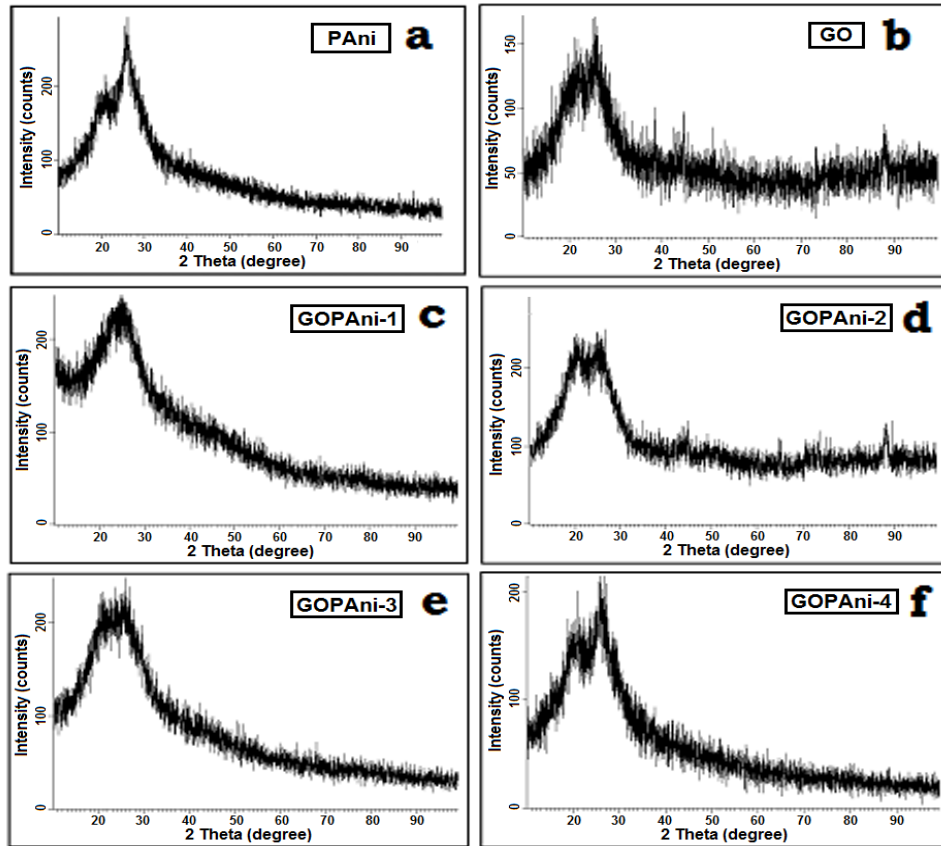 PAni a
Intensity (counts)
200
100
0
20 30 40 50 60 70 80 90
2 Theta (degree)
GO b
Intensity (counts)
150
100
50
0
20 30 40 50 60 70 80 90
2 Theta (degree)
GOPAni-1 c
Intensity (counts)
200
100
0
20 30 40 50 60 70 80 90
2 Theta (degree)
GOPAni-2 d
Intensity (counts)
200
100
0
20 30 40 50 60 70 80 90
2 Theta (degree)
GOPAni-3 e
Intensity (counts)
200
100
0
20 30 40 50 60 70 80 90
2 Theta (degree)
GOPAni-4 f
Intensity (counts)
200
100
0
20 30 40 50 60 70 80 90
2 Theta (degree)